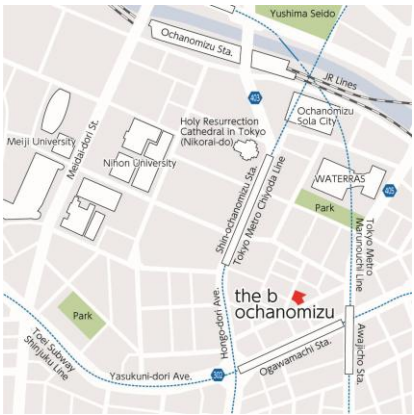 Yushima Seido
Ochanomizu Sta.
JR Lines
403
Ochanomizu
Sola City
Holy Resurrection
Cathedral in Tokyo
(Nikorai-do)
Meiji University
Meidai-dori St.
Nihon University
WATERRAS
405
Park
Shin-ochanomizu Sta.
Tokyo Metro Chiyoda Line
Tokyo Metro
Marunouchi Line
the b
ochanomizu
Park
Hongo-dori Ave.
Awajicho Sta.
Toei Subway
Shinjuku Line
Yasukuni-dori Ave.
302
Ogawamachi Sta.